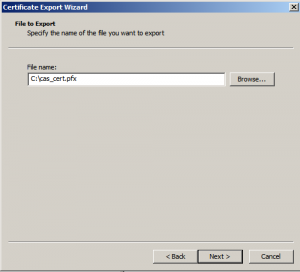 Certificate Export Wizard
File to Export
Specify the name of the file you want to export
File name:
C:\cas_cert.pfx
Browse...
< Back
Next >
Cancel